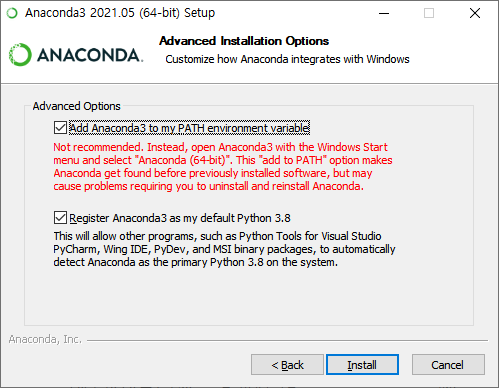 Anaconda3 2021.05 (64-bit) Setup
ANACONDA.
Advanced Installation Options
Customize how Anaconda integrates with Windows
Advanced Options
Add Anaconda3 to my PATH environment variable
Not recommended. Instead, open Anaconda3 with the Windows Start
menu and select "Anaconda (64-bit)". This "add to PATH" option makes
Anaconda get found before previously installed software, but may
cause problems requiring you to uninstall and reinstall Anaconda.
Register Anaconda3 as my default Python 3.8
This will allow other programs, such as Python Tools for Visual Studio
PyCharm, Wing IDE, PyDev, and MSI binary packages, to automatically
detect Anaconda as the primary Python 3.8 on the system.
Anaconda, Inc.
< Back
Install
Cancel